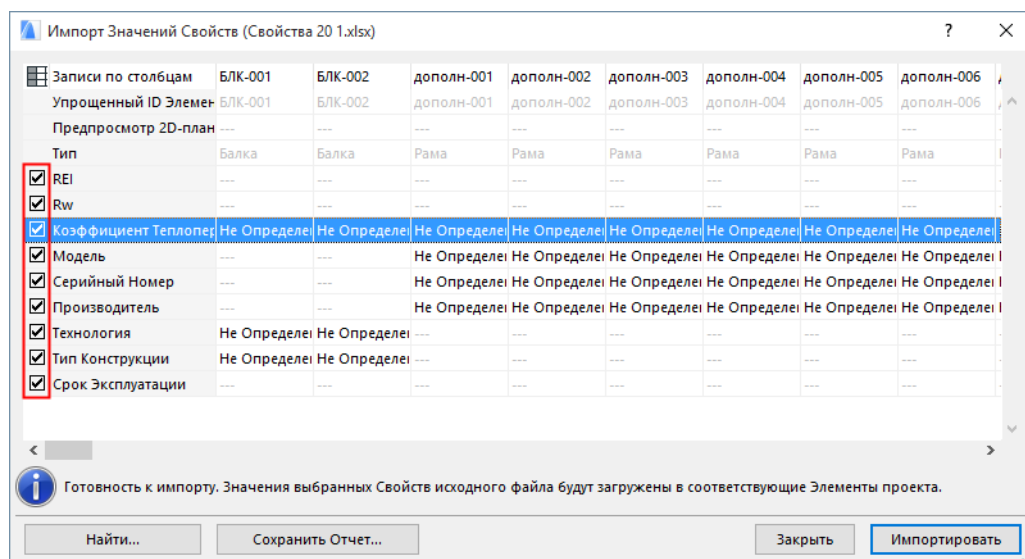 Импорт Значений Свойств (Свойства 20 1.xlsx) ?
Записи по столбцам БЛК-001 БЛК-002 дополн-001 дополн-002 дополн-003 дополн-004 дополн-005 дополн-006
Упрощенный ID Элемен БЛК-001 БЛК-002 дополн-001 дополн-002 дополн-003 дополн-004 дополн-005 дополн-006
Предпросмотр 2D-план --- --- --- --- --- --- --- ---
Тип Балка Балка Рама Рама Рама Рама Рама Рама
REI --- --- --- --- --- --- --- ---
Rw --- --- --- --- --- --- --- ---
Коэффициент Теплопер Не Определе Не Определе Не Определе Не Определе Не Определе Не Определе Не Определе Не Определе
Модель --- --- Не Определе Не Определе Не Определе Не Определе Не Определе Не Определе
Серийный Номер --- --- Не Определе Не Определе Не Определе Не Определе Не Определе Не Определе
Производитель --- --- Не Определе Не Определе Не Определе Не Определе Не Определе Не Определе
Технология Не Определе Не Определе --- --- --- --- --- ---
Тип Конструкции Не Определе Не Определе --- --- --- --- --- ---
Срок Эксплуатации --- --- --- --- --- --- --- ---
Готовность к импорту. Значения выбранных Свойств исходного файла будут загружены в соответствующие Элементы проекта.
Найти... Сохранить Отчет... Закрыть Импортировать